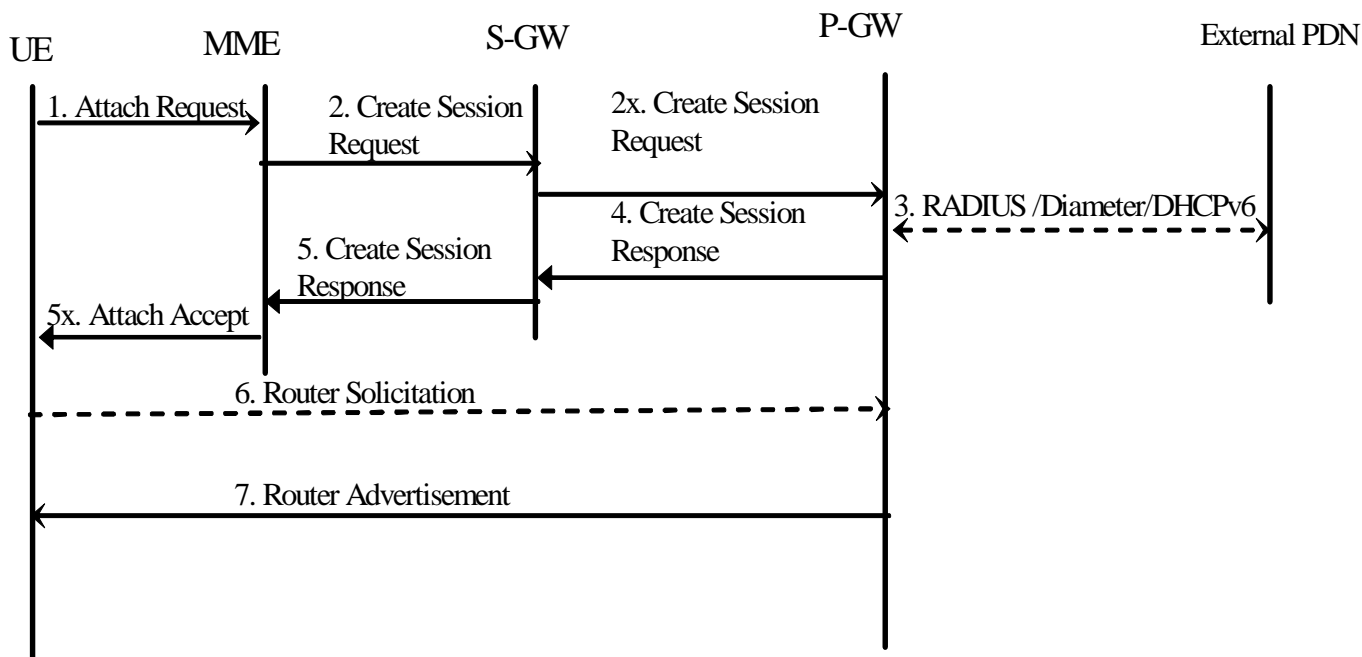 UE
MME
S-GW
P-GW
External PDN
1. Attach Request
2. Create Session
Request
2x. Create Session
Request
3. RADIUS /Diameter/DHCPv6
4. Create Session
Response
5. Create Session
Response
5x. Attach Accept
6. Router Solicitation
7. Router Advertisement